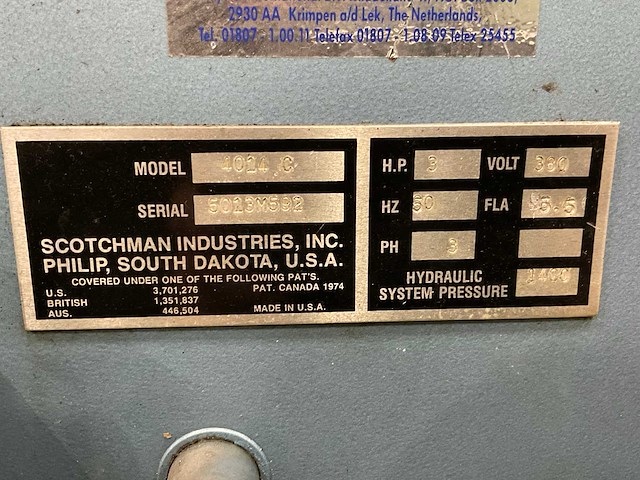 2930 AA Krimpen a/d Lek, The Netherlands,
Tel. 01807 - 1.00.11 Telefax 01807 - 1.08.09 Telex 25455
MODEL 4014 C
SERIAL 5013M592
SCOTCHMAN INDUSTRIES, INC.
PHILIP, SOUTH DAKOTA, U.S.A.
COVERED UNDER ONE OF THE FOLLOWING PAT'S.
U.S. 3,701,276 PAT. CANADA 1974
BRITISH 1,351,837
AUS. 446,504 MADE IN U.S.A.
H.P. 3 VOLT 380
HZ 50 FLA 5.5
PH 3
HYDRAULIC
SYSTEM PRESSURE